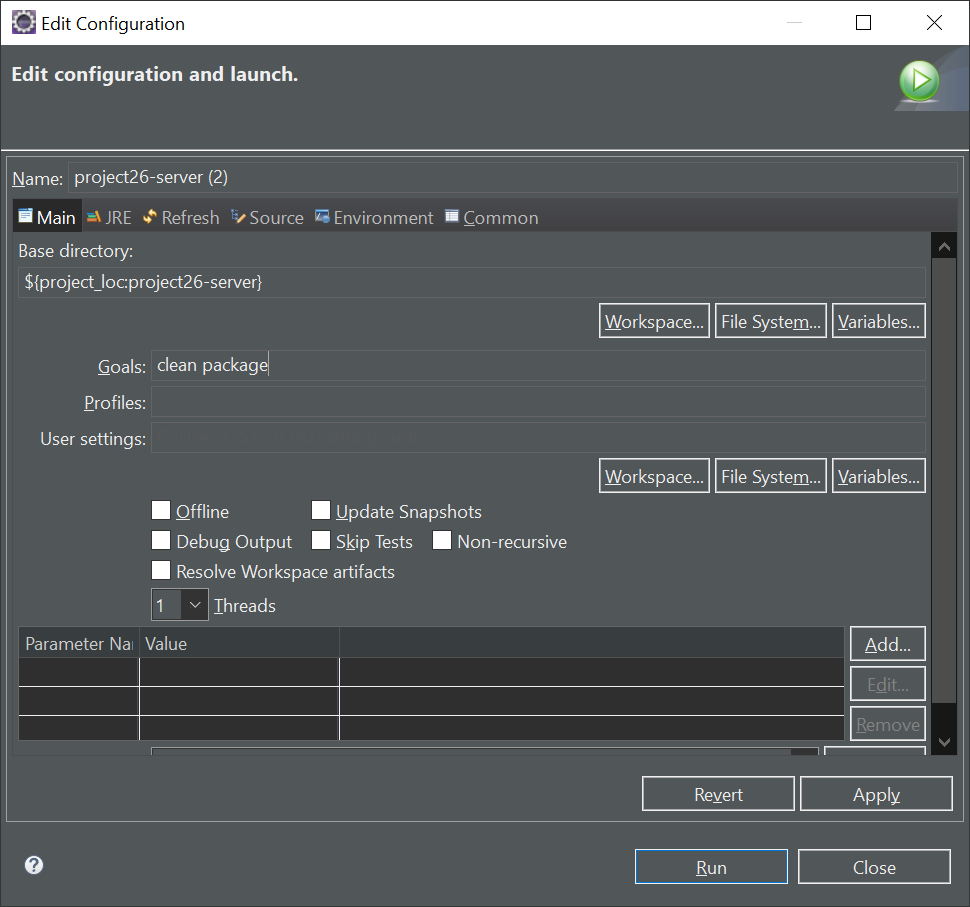 Edit Configuration
Edit configuration and launch.
Name: project26-server (2)
Main JRE Refresh Source Environment Common
Base directory:
${project_loc:project26-server}
Workspace... File System... Variables...
Goals: clean package
Profiles:
User settings:
Workspace... File System... Variables...
Offline Update Snapshots
Debug Output Skip Tests Non-recursive
Resolve Workspace artifacts
1 Threads
Parameter Nar Value Add...
Edit...
Remove
Revert Apply
Run Close